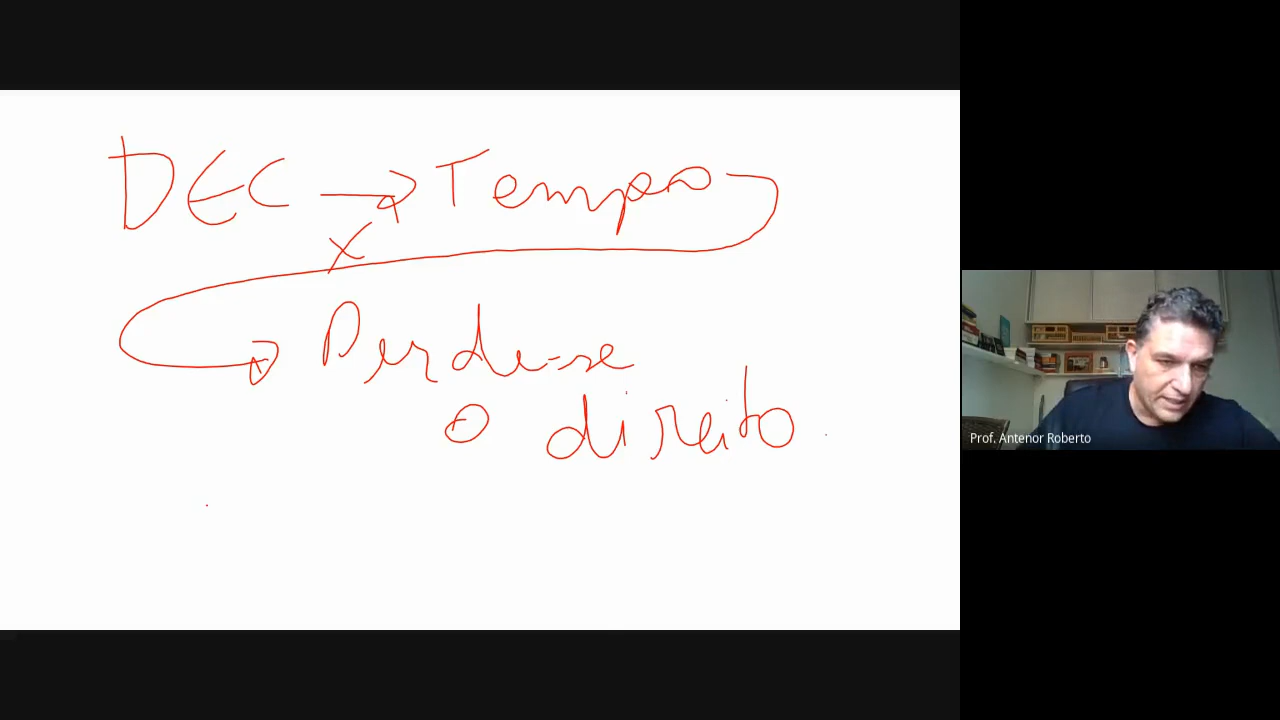 DEC → Tempo
x
Perde-se
o direito
Prof. Antenor Roberto